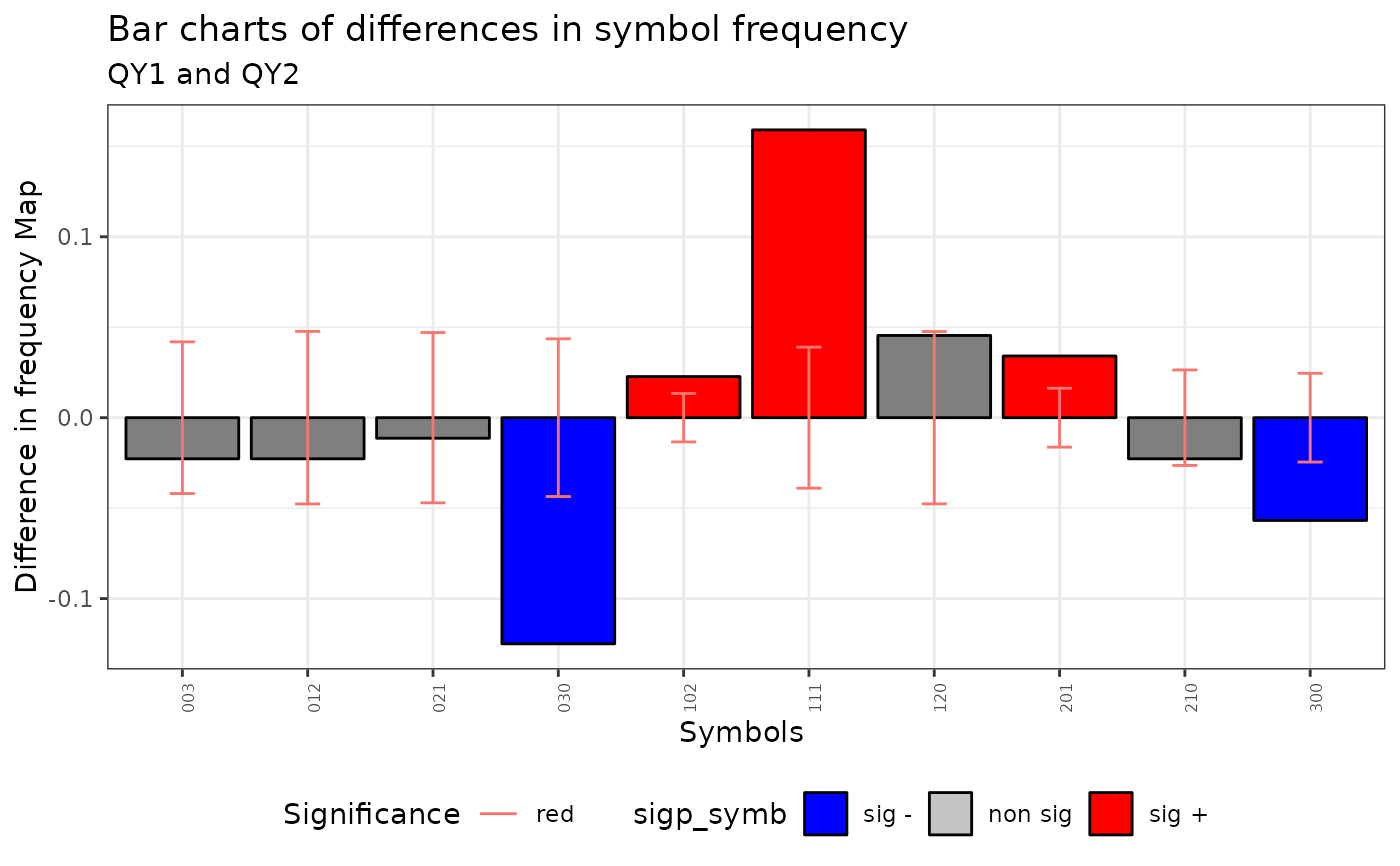 Bar charts of differences in symbol frequency
QY1 and QY2
Difference in frequency Map
0.1
0.0
-0.1
003 012 021 030 102 111 120 201 210 300
Symbols
Significance red sigp_symb sig - non sig sig +